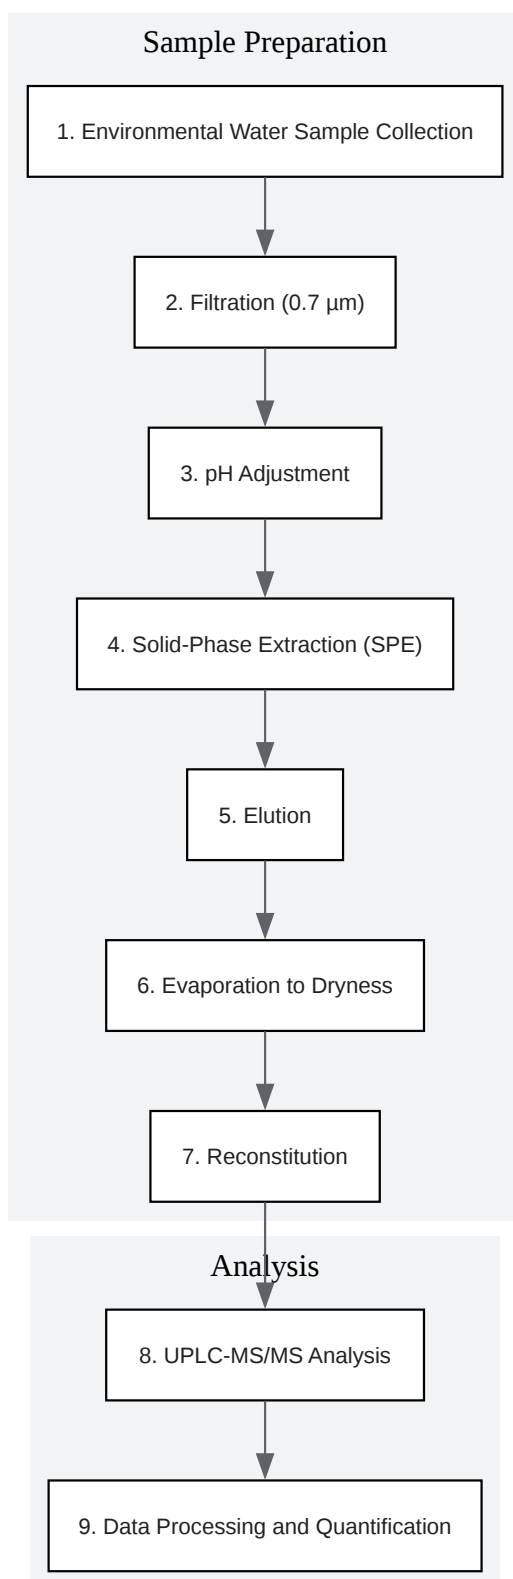 Sample Preparation
1. Environmental Water Sample Collection
2. Filtration (0.7 µm)
3. pH Adjustment
4. Solid-Phase Extraction (SPE)
5. Elution
6. Evaporation to Dryness
7. Reconstitution
Analysis
8. UPLC-MS/MS Analysis
9. Data Processing and Quantification